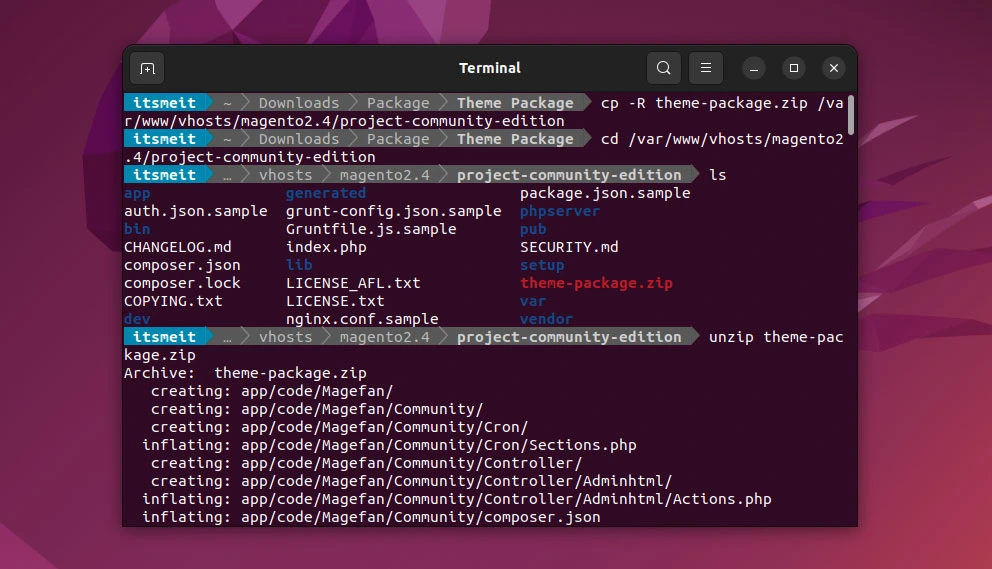 Terminal
itsmeit ~ Downloads Package Theme Package cp -R theme-package.zip /va
r/www/vhosts/magento2.4/project-community-edition
itsmeit ~ Downloads Package Theme Package cd /var/www/vhosts/magento2
.4/project-community-edition
itsmeit … vhosts magento2.4 project-community-edition ls
app generated package.json.sample
auth.json.sample grunt-config.json.sample phpserver
bin Gruntfile.js.sample pub
CHANGELOG.md index.php SECURITY.md
composer.json lib setup
composer.lock LICENSE_AFL.txt theme-package.zip
COPYING.txt LICENSE.txt var
dev nginx.conf.sample vendor
itsmeit … vhosts magento2.4 project-community-edition unzip theme-pac
kage.zip
Archive:  theme-package.zip
   creating: app/code/Magefan/
   creating: app/code/Magefan/Community/
   creating: app/code/Magefan/Community/Cron/
  inflating: app/code/Magefan/Community/Cron/Sections.php
   creating: app/code/Magefan/Community/Controller/
   creating: app/code/Magefan/Community/Controller/Adminhtml/
  inflating: app/code/Magefan/Community/Controller/Adminhtml/Actions.php
  inflating: app/code/Magefan/Community/composer.json